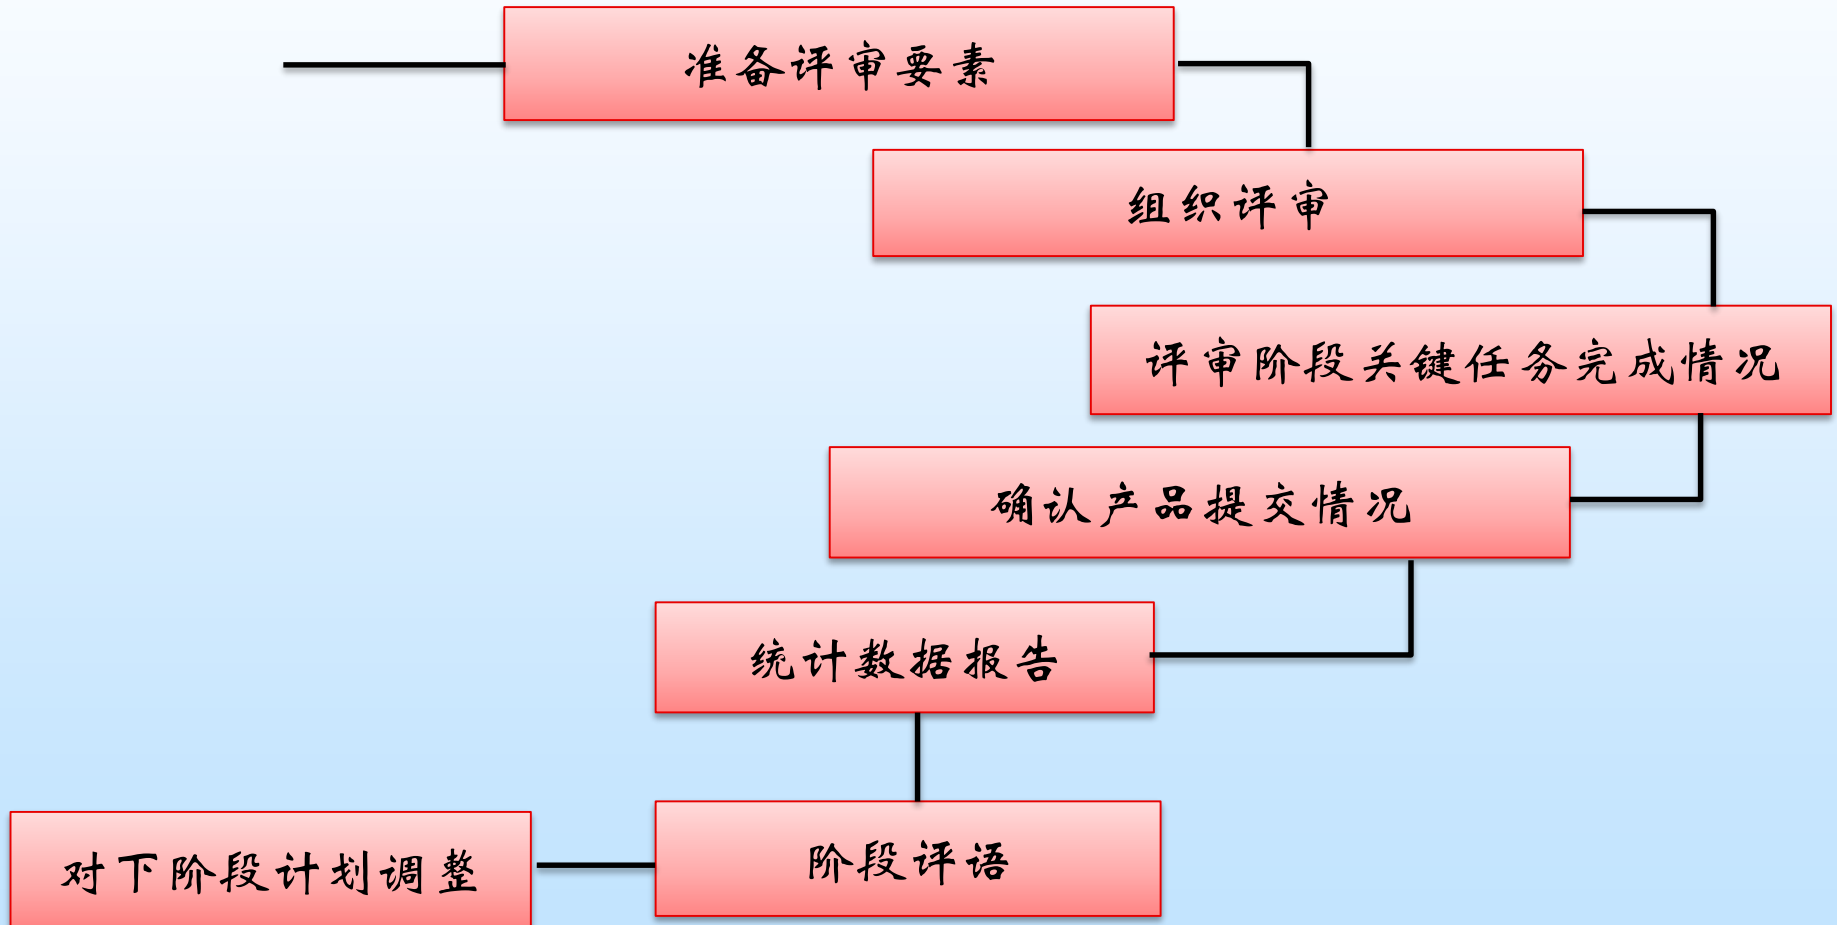 准备评审要素
组织评审
评审阶段关键任务完成情况
确认产品提交情况
统计数据报告
阶段评语
对下阶段计划调整